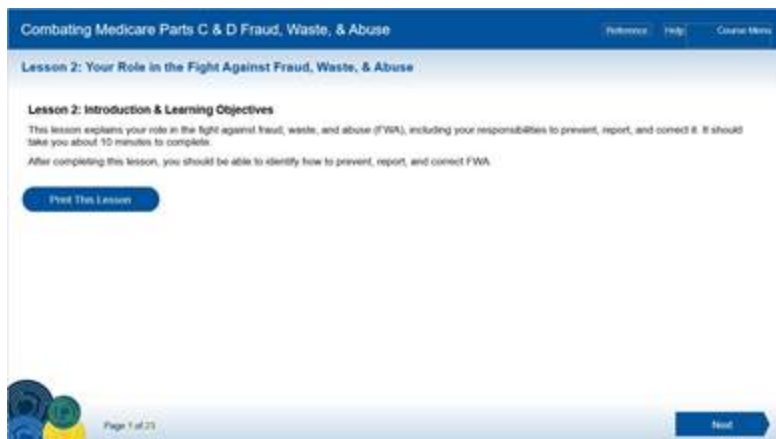 Combating Medicare Parts C & D Fraud, Waste, & Abuse
Reference Help Course Menu
Lesson 2: Your Role in the Fight Against Fraud, Waste, & Abuse
Lesson 2: Introduction & Learning Objectives
This lesson explains your role in the fight against fraud, waste, and abuse (FWA), including your responsibilities to prevent, report, and correct it. It should
take you about 10 minutes to complete.
After completing this lesson, you should be able to identify how to prevent, report, and correct FWA.
Print This Lesson
Page 1 of 23
Next